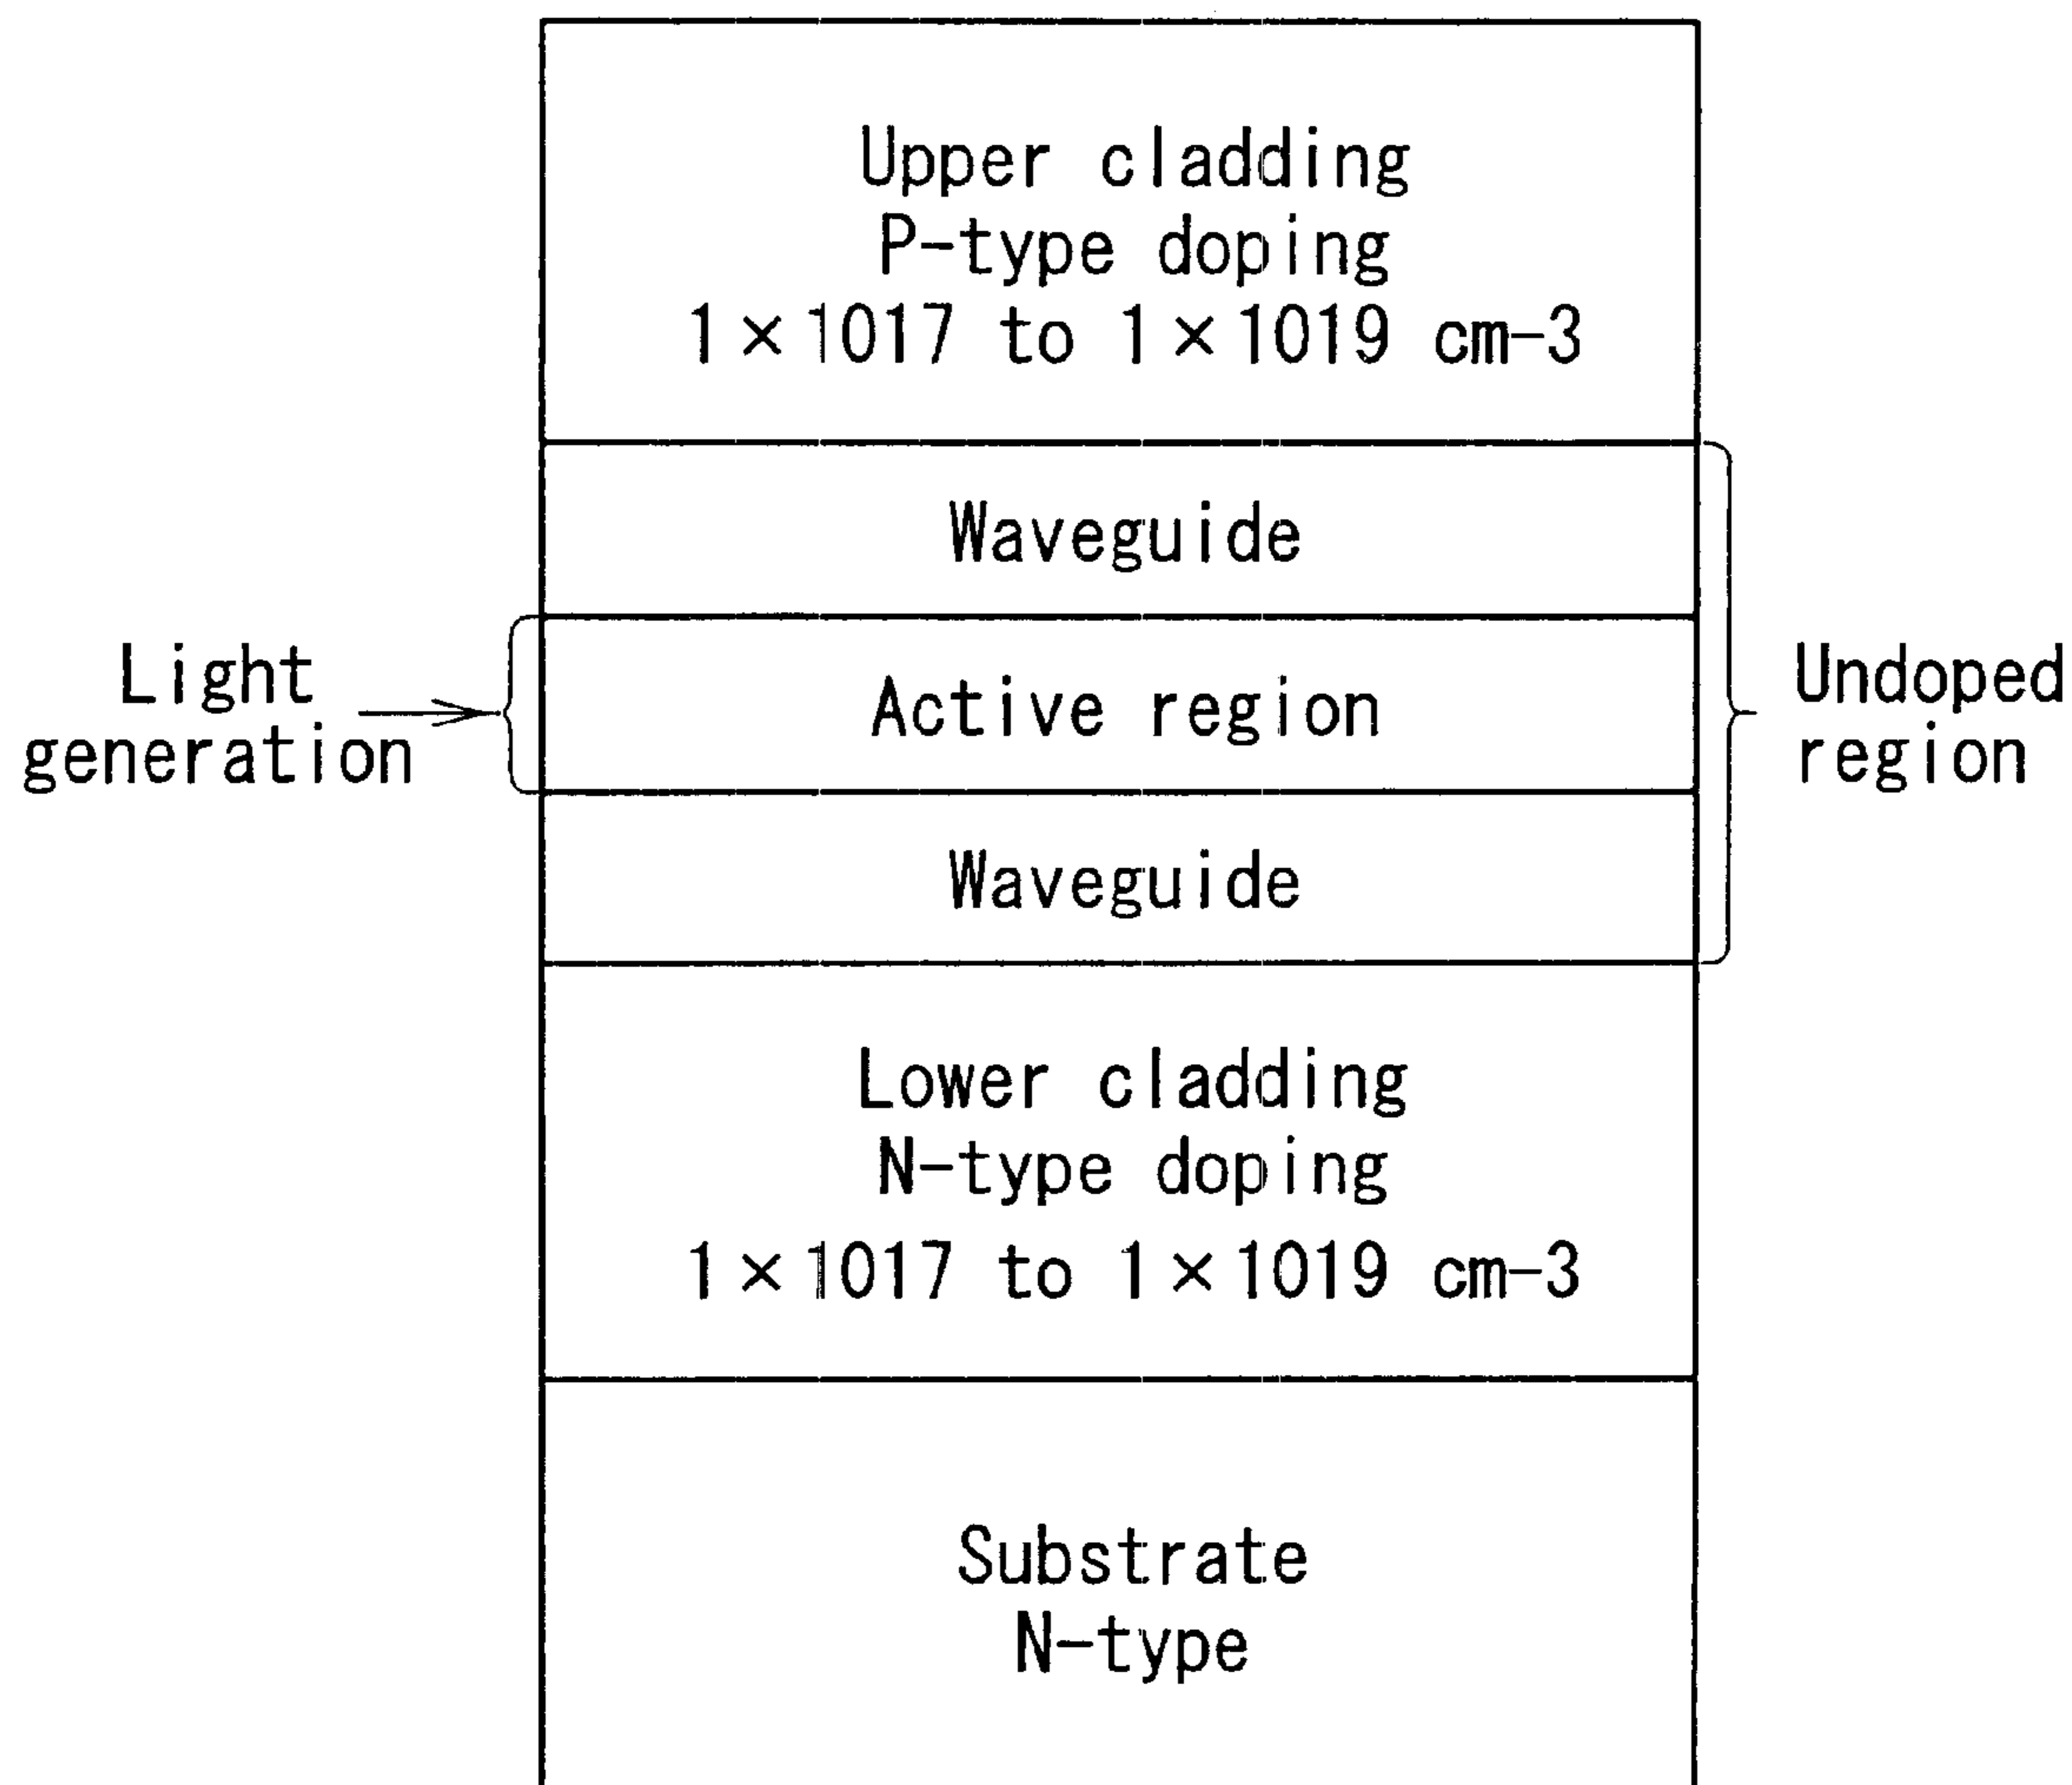 Upper cladding
P-type doping
1×1017 to 1×1019 cm-3
Waveguide
Light
generation
Active region
Undoped
region
Waveguide
Lower cladding
N-type doping
1×1017 to 1×1019 cm-3
Substrate
N-type